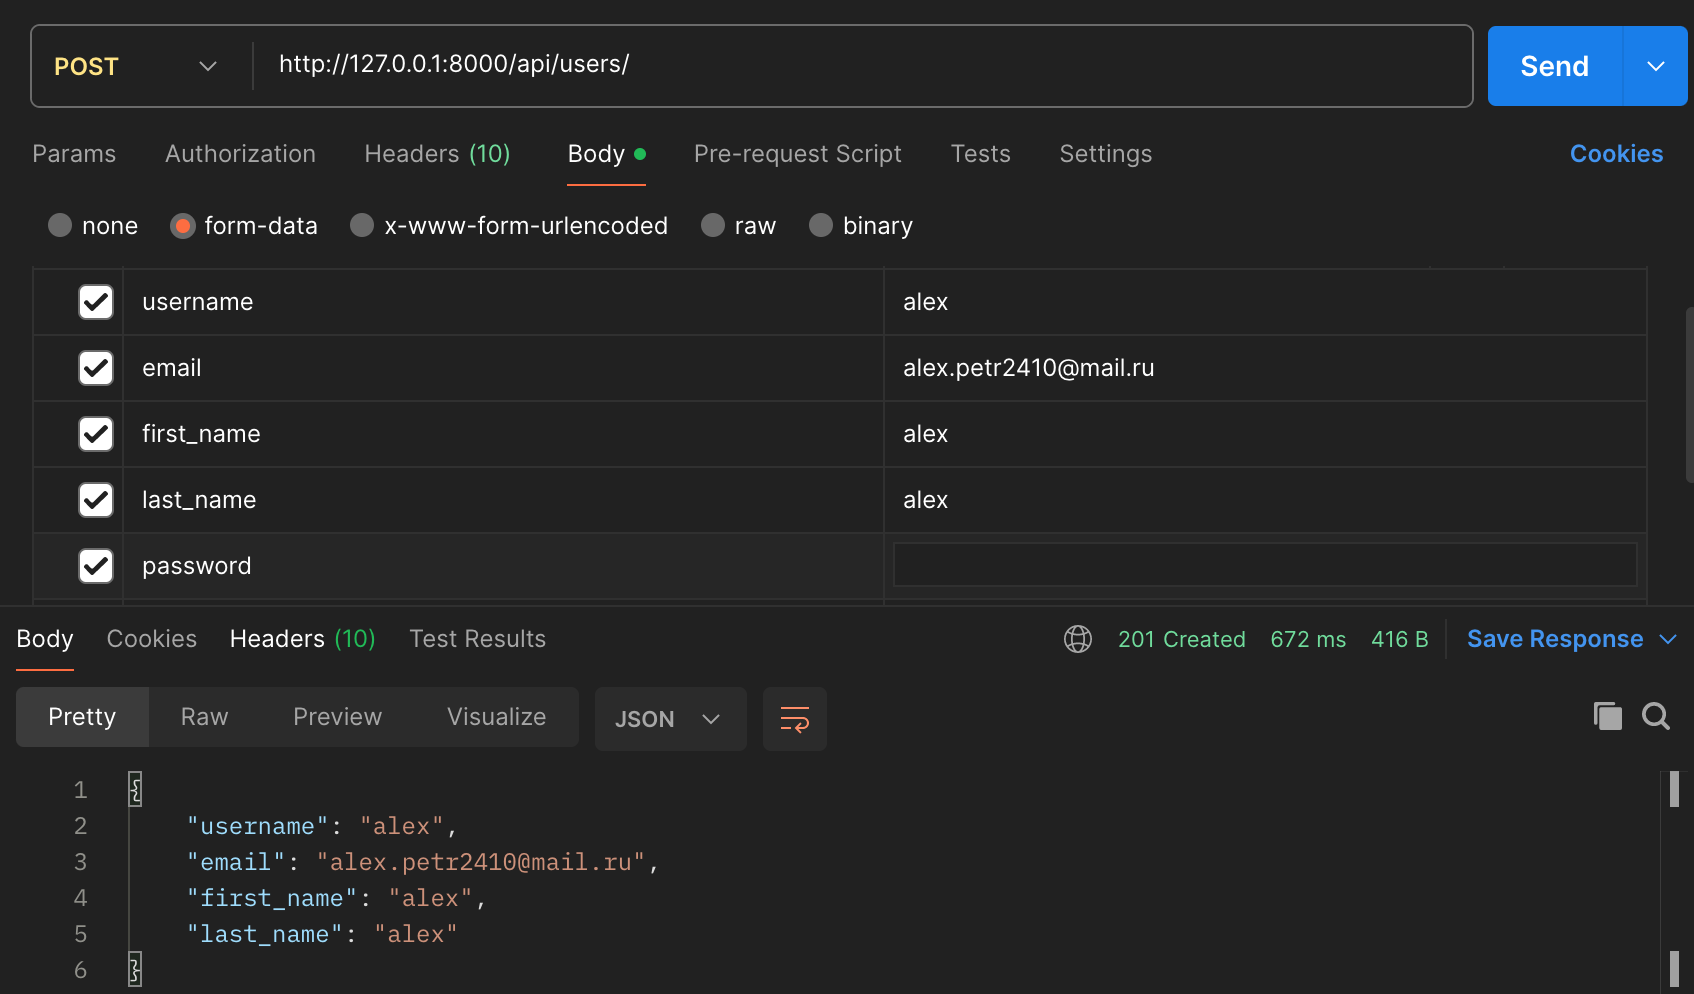 POST http://127.0.0.1:8000/api/users/ Send
Params Authorization Headers (10) Body Pre-request Script Tests Settings Cookies
none form-data x-www-form-urlencoded raw binary
username alex
email alex.petr2410@mail.ru
first_name alex
last_name alex
password
Body Cookies Headers (10) Test Results 201 Created 672 ms 416 B Save Response
Pretty Raw Preview Visualize JSON
1 {
2 "username": "alex",
3 "email": "alex.petr2410@mail.ru",
4 "first_name": "alex",
5 "last_name": "alex"
6 }